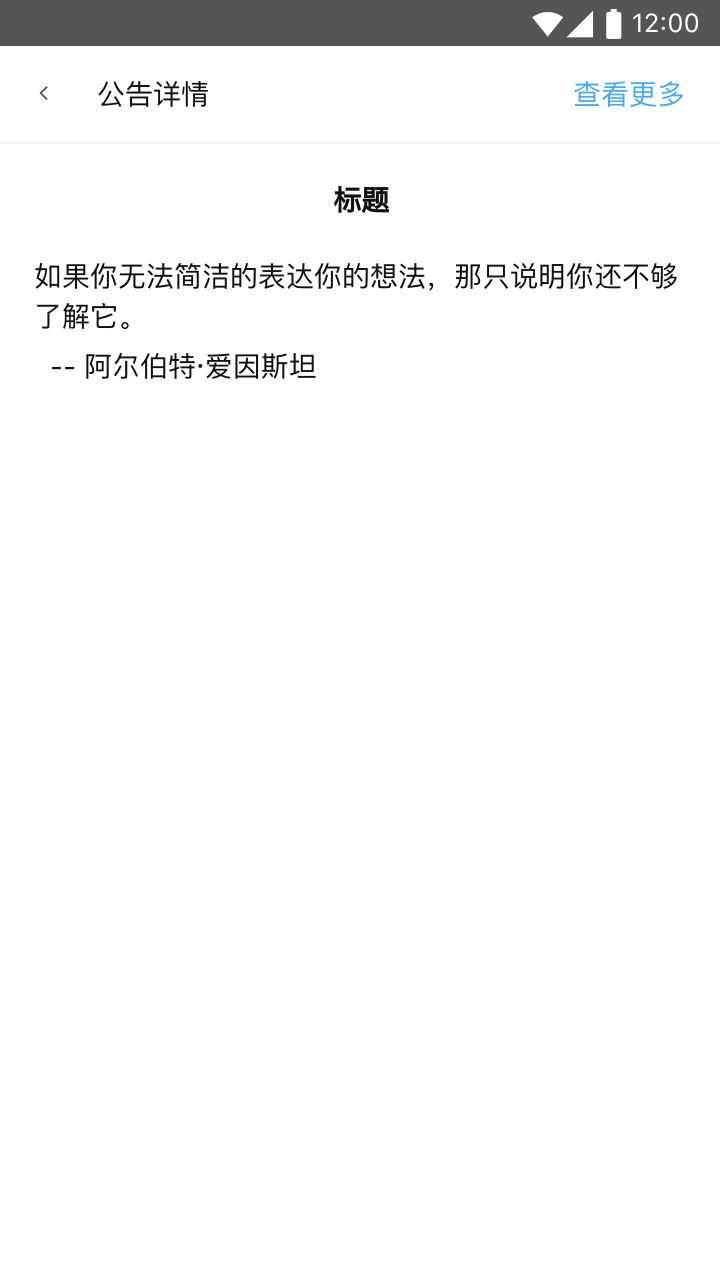 12:00
公告详情
查看更多
标题
如果你无法简洁的表达你的想法，那只说明你还不够
了解它。
-- 阿尔伯特·爱因斯坦